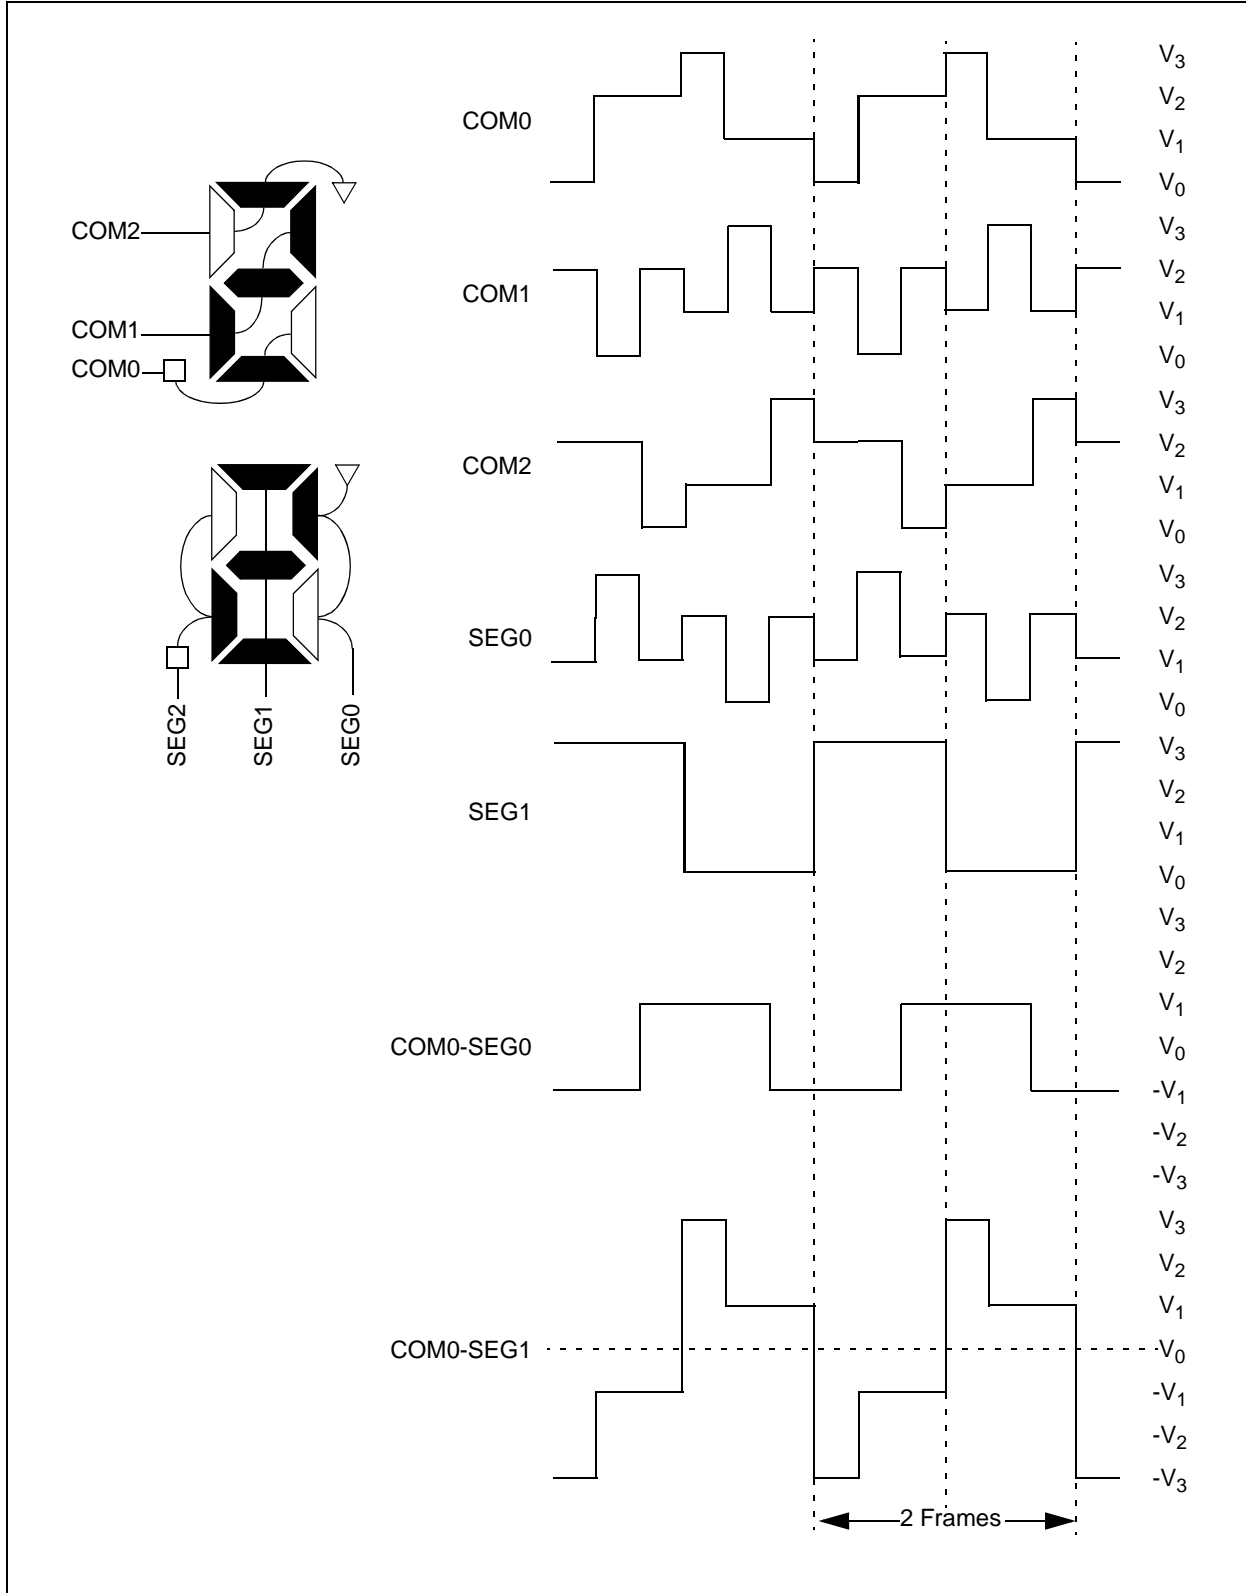 COM2
COM1
COM0
SEG2
SEG1
SEG0
COM0
V3
V2
V1
V0
COM1
V3
V2
V1
V0
COM2
V3
V2
V1
V0
SEG0
V3
V2
V1
V0
SEG1
V3
V2
V1
V0
COM0-SEG0
V3
V2
V1
V0
-V1
-V2
-V3
COM0-SEG1
V3
V2
V1
V0
-V1
-V2
-V3
2 Frames